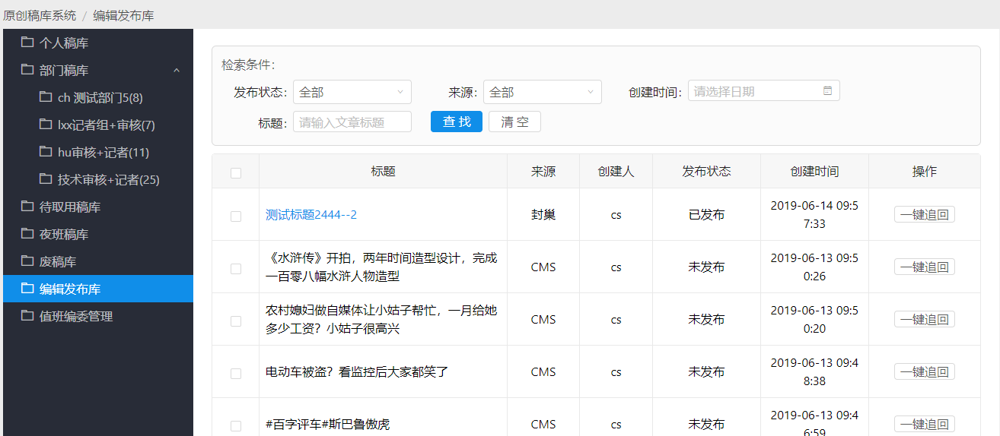 原创稿库系统 / 编辑发布库
个人稿库
部门稿库
ch 测试部门5(8)
lxx记者组+审核(7)
hu审核+记者(11)
技术审核+记者(25)
待取用稿库
夜班稿库
废稿库
编辑发布库
值班编委管理
检索条件：
发布状态： 全部 来源： 全部 创建时间： 请选择日期
标题： 请输入文章标题 查 找 清 空
标题 来源 创建人 发布状态 创建时间 操作
测试标题2444--2 封巢 cs 已发布 2019-06-14 09:5
7:33 一键追回
《水浒传》开拍，两年时间造型设计，完成
一百零八幅水浒人物造型 CMS cs 未发布 2019-06-13 09:5
0:26 一键追回
农村媳妇做自媒体让小姑子帮忙，一月给她
多少工资？小姑子很高兴 CMS cs 未发布 2019-06-13 09:5
0:20 一键追回
电动车被盗？看监控后大家都笑了 CMS cs 未发布 2019-06-13 09:4
8:38 一键追回
#百字评车#斯巴鲁傲虎 CMS cs 未发布 2019-06-13 09:4
6:59 一键追回